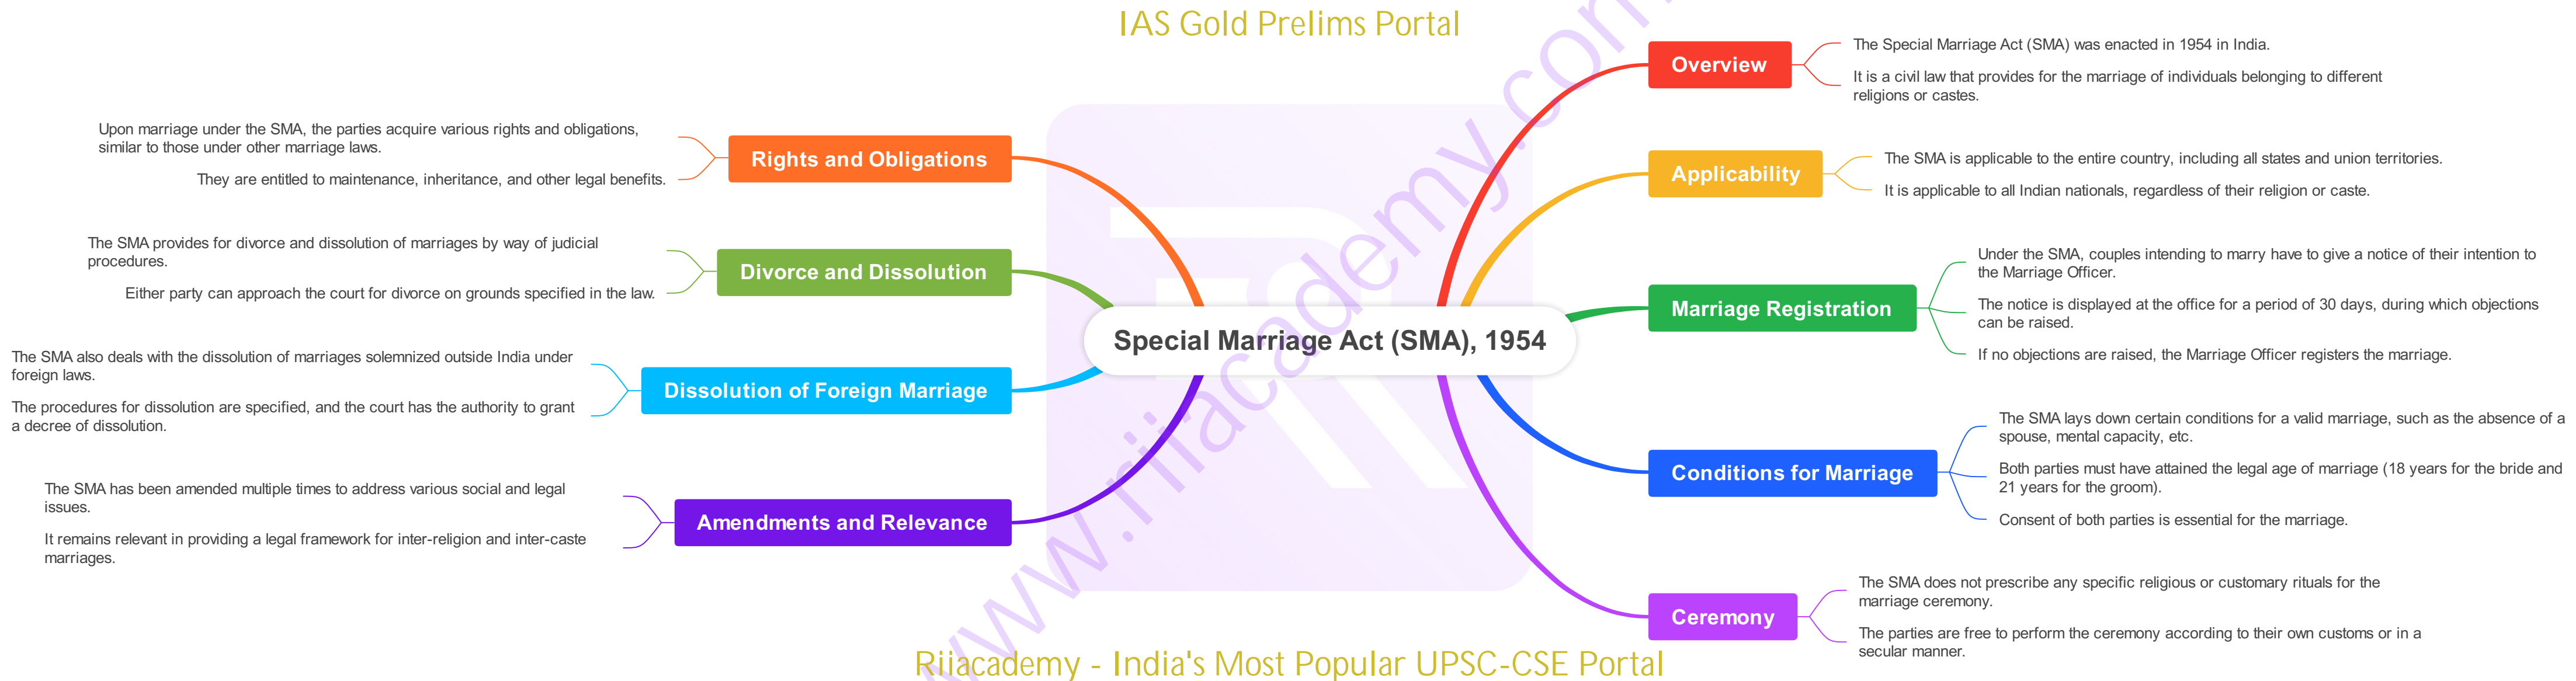 IAS Gold Prelims Portal
Special Marriage Act (SMA), 1954
Overview
The Special Marriage Act (SMA) was enacted in 1954 in India.
It is a civil law that provides for the marriage of individuals belonging to different
religions or castes.
Applicability
The SMA is applicable to the entire country, including all states and union territories.
It is applicable to all Indian nationals, regardless of their religion or caste.
Marriage Registration
Under the SMA, couples intending to marry have to give a notice of their intention to
the Marriage Officer.
The notice is displayed at the office for a period of 30 days, during which objections
can be raised.
If no objections are raised, the Marriage Officer registers the marriage.
Conditions for Marriage
The SMA lays down certain conditions for a valid marriage, such as the absence of a
spouse, mental capacity, etc.
Both parties must have attained the legal age of marriage (18 years for the bride and
21 years for the groom).
Consent of both parties is essential for the marriage.
Ceremony
The SMA does not prescribe any specific religious or customary rituals for the
marriage ceremony.
The parties are free to perform the ceremony according to their own customs or in a
secular manner.
Rights and Obligations
Upon marriage under the SMA, the parties acquire various rights and obligations,
similar to those under other marriage laws.
They are entitled to maintenance, inheritance, and other legal benefits.
Divorce and Dissolution
The SMA provides for divorce and dissolution of marriages by way of judicial
procedures.
Either party can approach the court for divorce on grounds specified in the law.
Dissolution of Foreign Marriage
The SMA also deals with the dissolution of marriages solemnized outside India under
foreign laws.
The procedures for dissolution are specified, and the court has the authority to grant
a decree of dissolution.
Amendments and Relevance
The SMA has been amended multiple times to address various social and legal
issues.
It remains relevant in providing a legal framework for inter-religion and inter-caste
marriages.
www.riiacademy.com
Riiacademy - India's Most Popular UPSC-CSE Portal